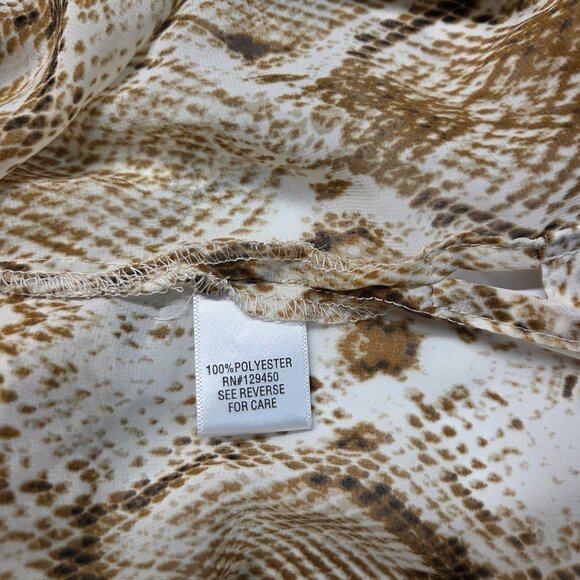 100%POLYESTER
RN#129450
SEE REVERSE
FOR CARE